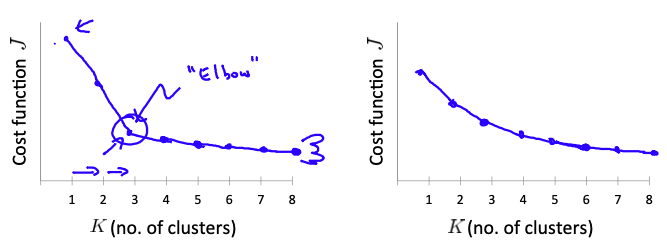 Cost function J
"Elbow"
1 2 3 4 5 6 7 8
K (no. of clusters)
Cost function J
1 2 3 4 5 6 7 8
K (no. of clusters)